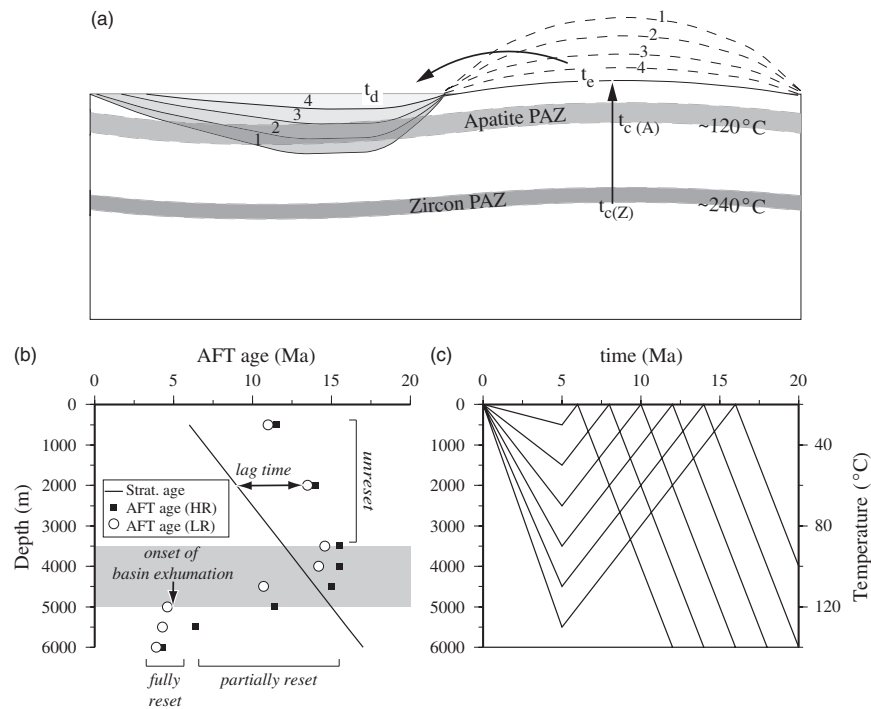 (a)
1
2
3
4
t_e
t_d
4
3
2
1
Apatite PAZ
t_c (A)
~120°C
Zircon PAZ
t_c(Z)
~240°C
(b)
AFT age (Ma)
0 5 10 15 20
Depth (m)
0
1000
2000
3000
4000
5000
6000
lag time
unreset
Strat. age
AFT age (HR)
AFT age (LR)
onset of
basin exhumation
fully
reset
partially reset
(c)
time (Ma)
0 5 10 15 20
0
1000
2000
3000
4000
5000
6000
40
80
120
Temperature (°C)